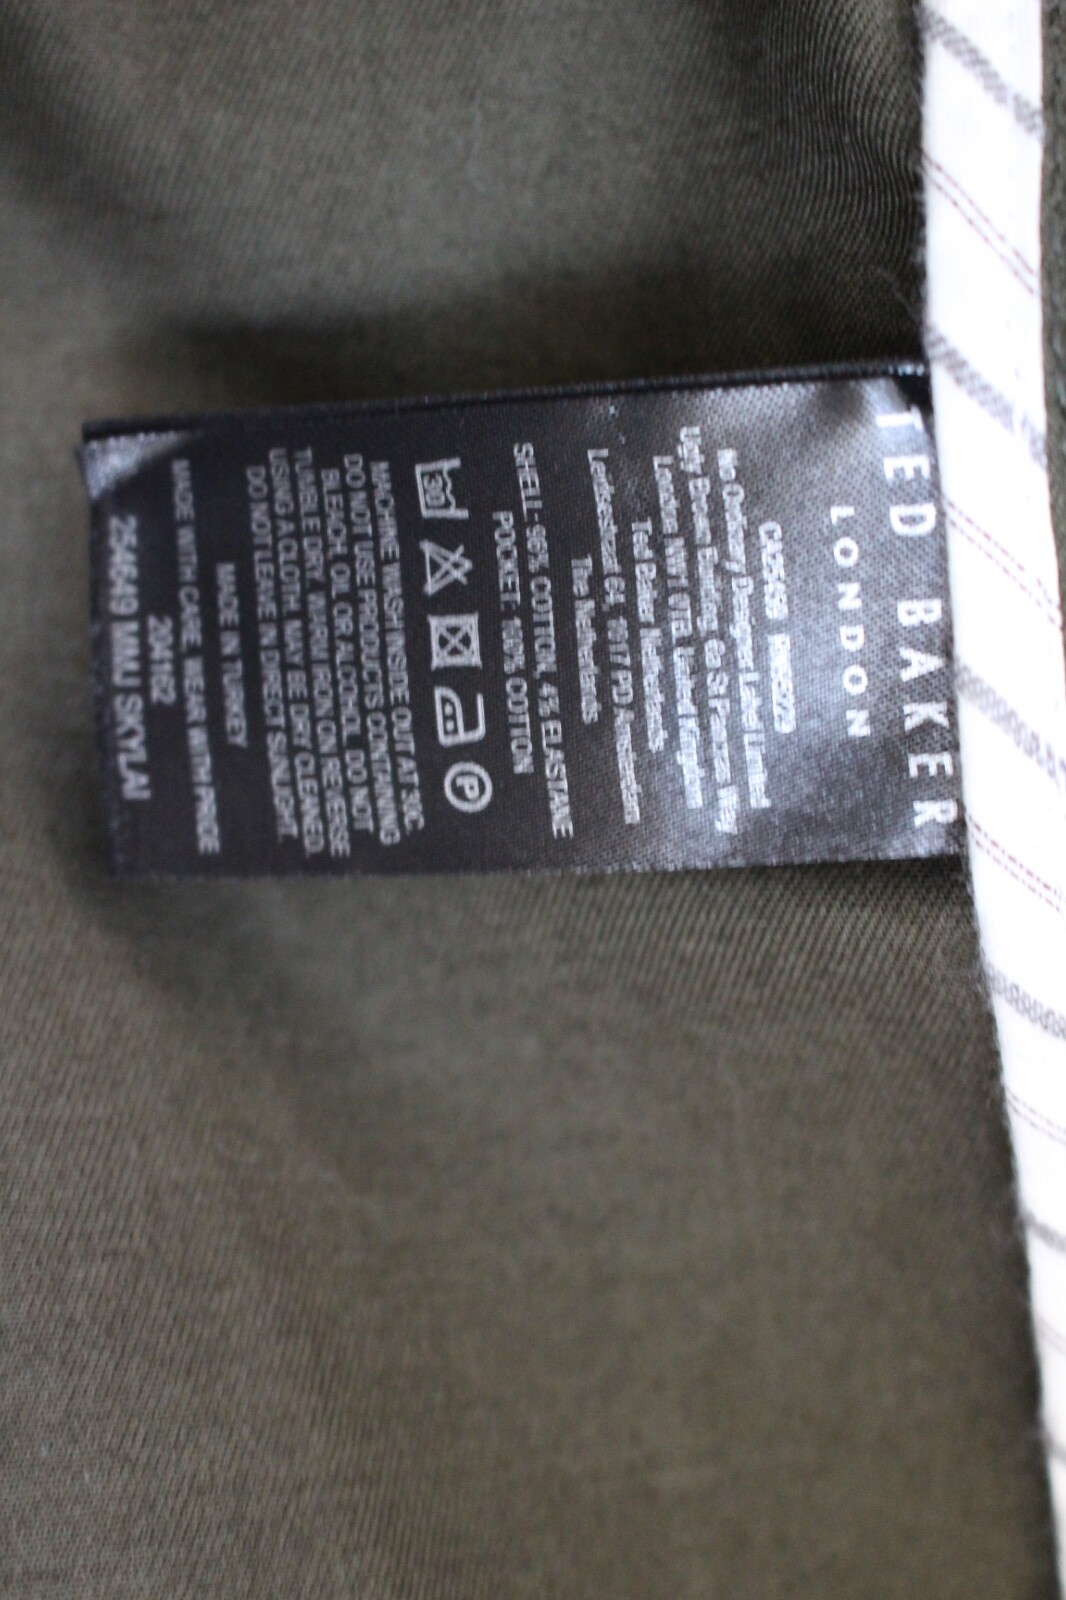 TED BAKER
LONDON
No Ordinary Designer Label Limited
Ugly Brown Building, 6a St Pancras Way
London NW1 0TB, United Kingdom
Ted Baker Netherlands
Leidsestraat 64, 1017 PD Amsterdam
The Netherlands
SHELL: 96% COTTON, 4% ELASTANE
POCKET: 100% COTTON
30
P
MACHINE WASH INSIDE OUT AT 30C.
DO NOT USE PRODUCTS CONTAINING
BLEACH, OIL OR ALCOHOL. DO NOT
TUMBLE DRY. WARM IRON ON REVERSE
USING A CLOTH. MAY BE DRY CLEANED.
DO NOT LEAVE IN DIRECT SUNLIGHT.
MADE IN TURKEY
MADE WITH CARE, WEAR WITH PRIDE
204162
254649 MMJ SKYLAI